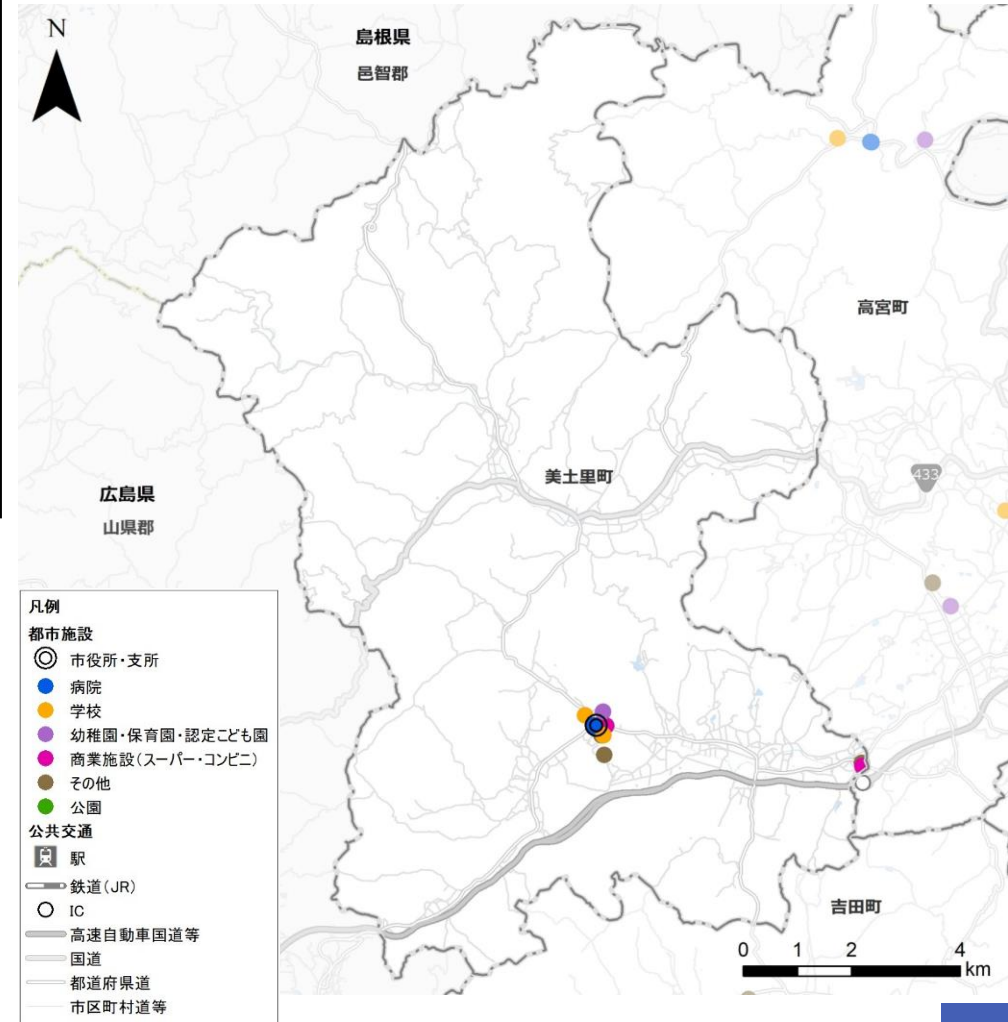 N
島根県
邑智郡
高宮町
433
美土里町
広島県
山県郡
吉田町
凡例
都市施設
市役所・支所
病院
学校
幼稚園・保育園・認定こども園
商業施設(スーパー・コンビニ)
その他
公園
公共交通
駅
鉄道(JR)
IC
高速自動車国道等
国道
都道府県道
市区町村道等
0 1 2 4
km